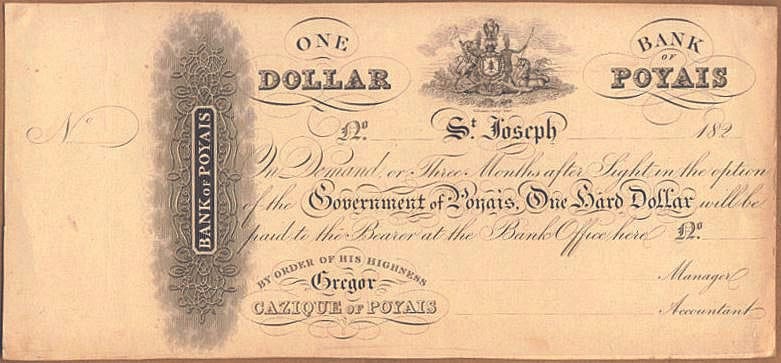 ONE
DOLLAR
BANK
OF
POYAIS
Nº
BANK OF POYAIS
Nº St. Joseph 182
On Demand, or Three Months after Sight in the option
of the Government of Poyais, One Hard Dollar will be
paid to the Bearer at the Bank Office here Nº
BY ORDER OF HIS HIGHNESS
Gregor
CAZIQUE OF POYAIS
Manager
Accountant